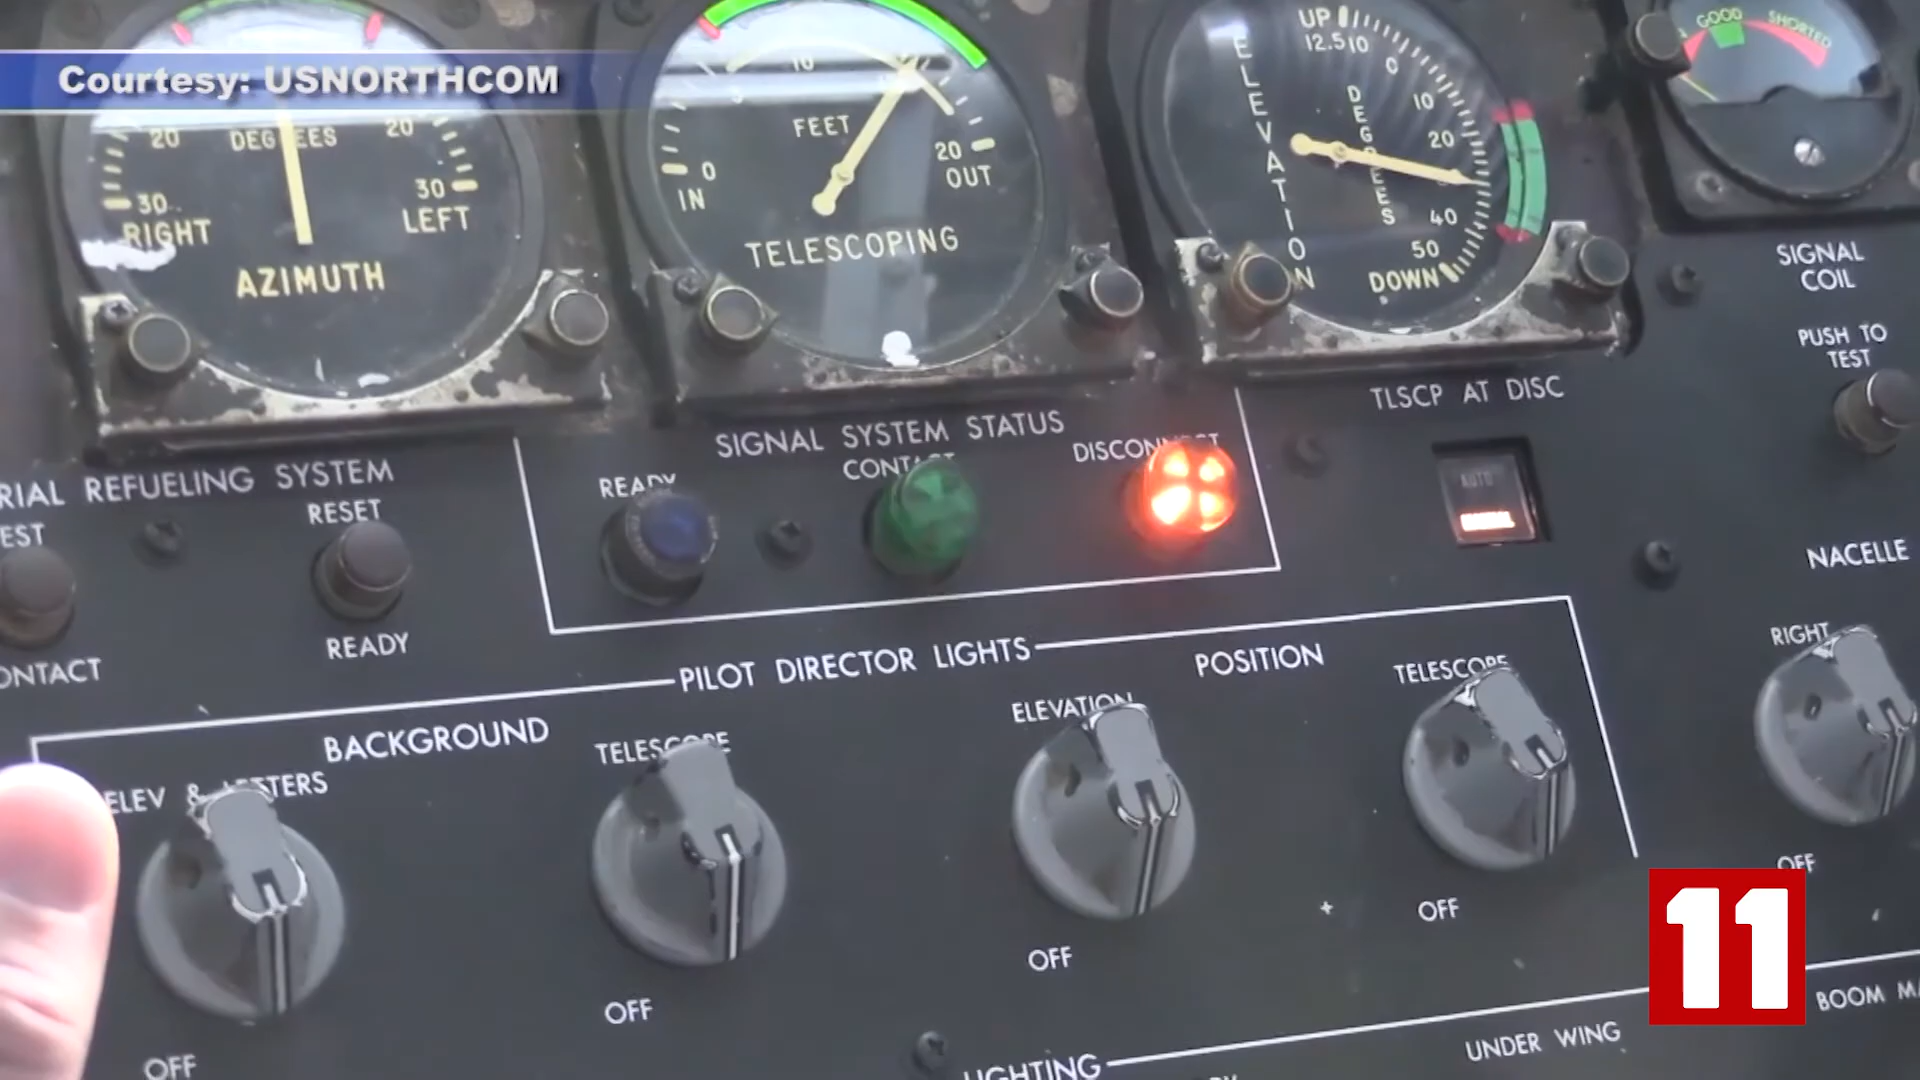 Courtesy: USNORTHCOM
20 DEGREES 20
30 30
RIGHT LEFT
AZIMUTH
10
FEET
0 20
IN OUT
TELESCOPING
UP
12.5 10
0
10
20
40
50
DOWN
ELEVATION
DEGREES
GOOD SHORTED
SIGNAL
COIL
PUSH TO
TEST
TLSCP AT DISC
AUTO
SIGNAL SYSTEM STATUS
READY CONTACT DISCONNECT
RIAL REFUELING SYSTEM
EST RESET
ONTACT READY
NACELLE
RIGHT
OFF
PILOT DIRECTOR LIGHTS
BACKGROUND POSITION
ELEV & LETTERS TELESCOPE ELEVATION TELESCOPE
OFF OFF OFF OFF
11
LIGHTING
UNDER WING
BOOM MA